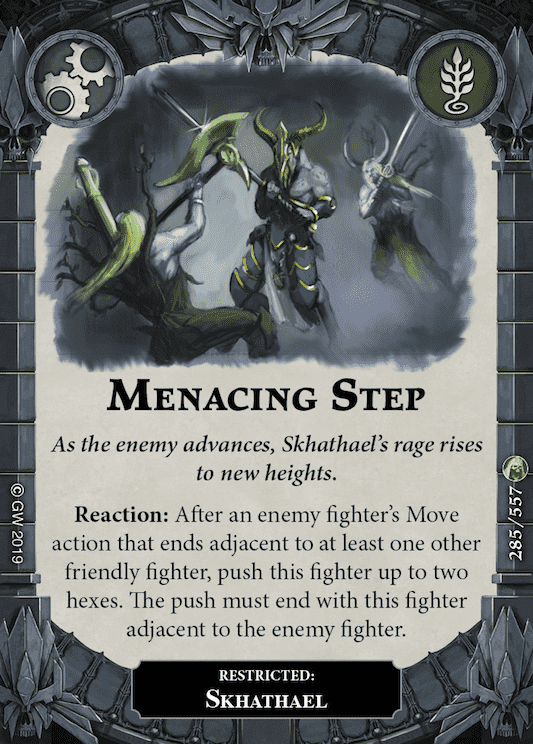 MENACING STEP
As the enemy advances, Skhathael's rage rises
to new heights.
Reaction: After an enemy fighter's Move
action that ends adjacent to at least one other
friendly fighter, push this fighter up to two
hexes. The push must end with this fighter
adjacent to the enemy fighter.
RESTRICTED:
SKHATHAEL
© GW 2019
285/557